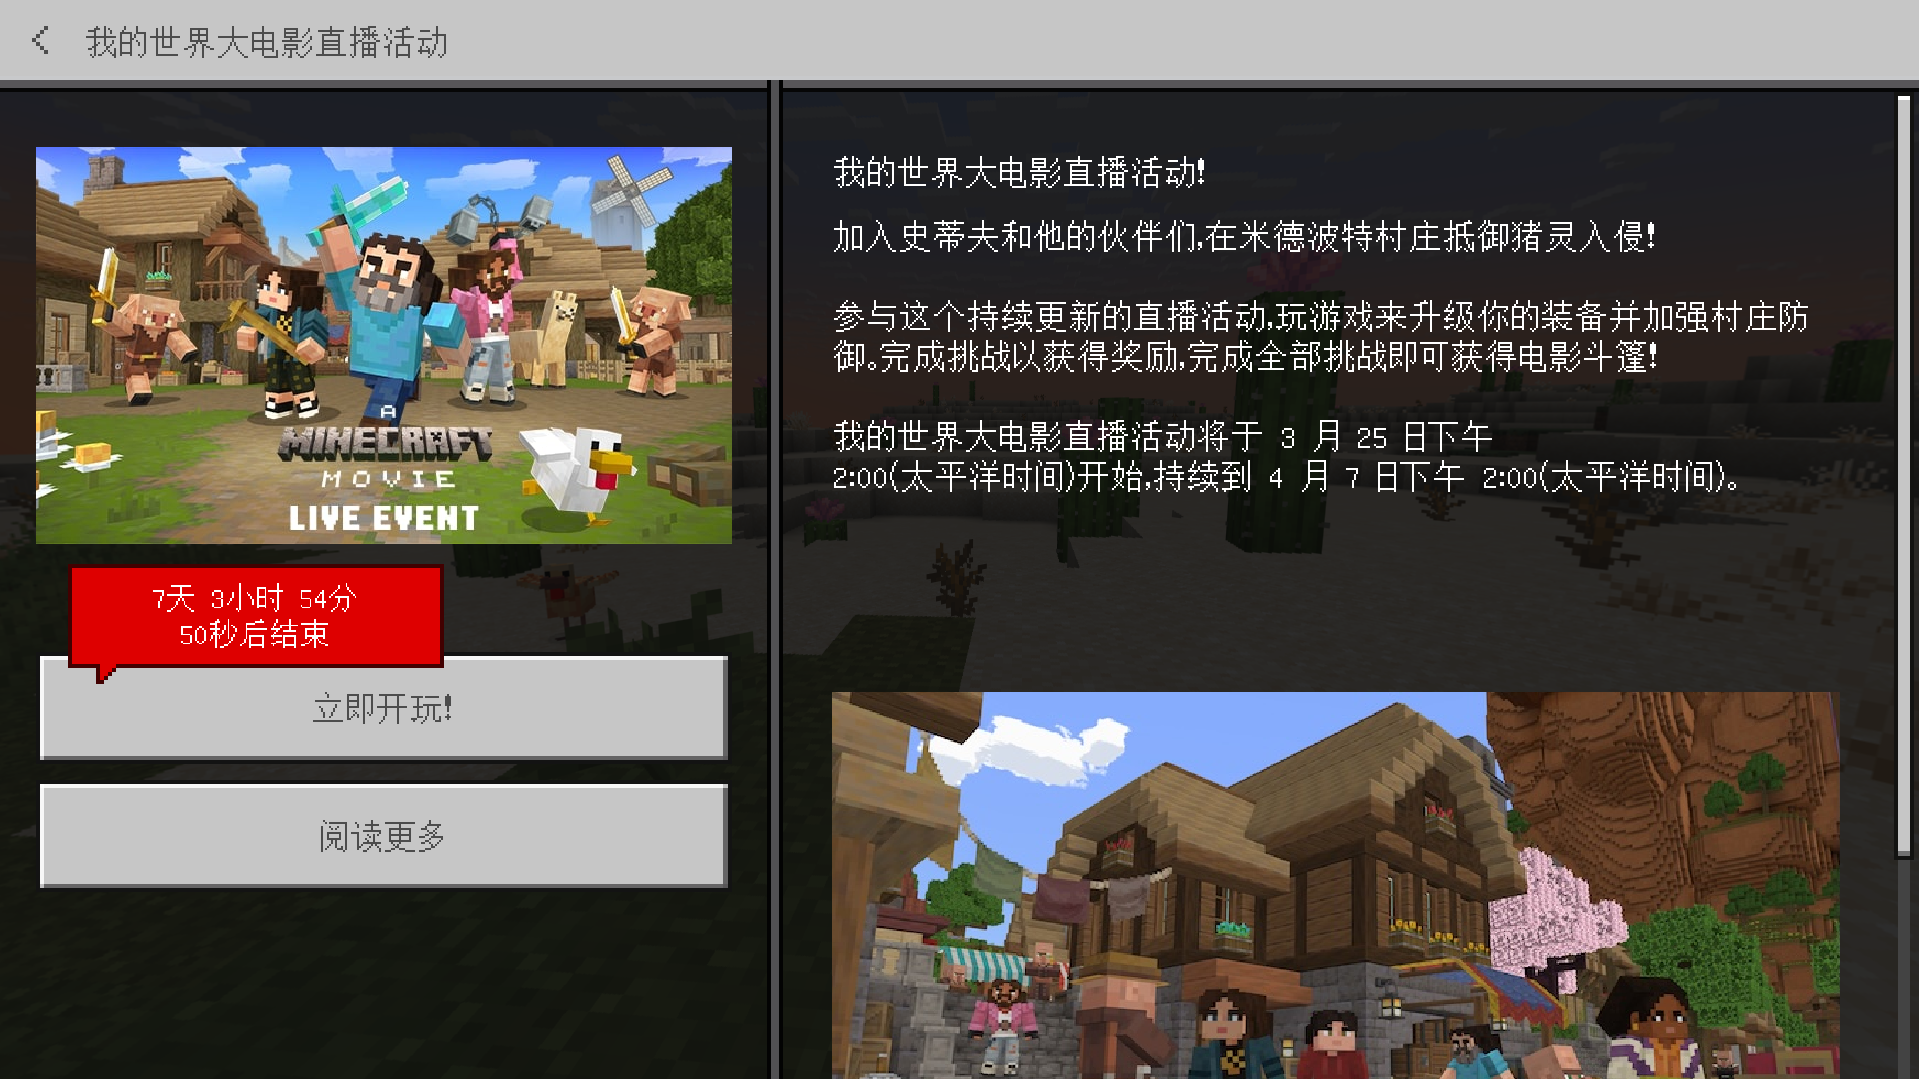 我的世界大电影直播活动
A
MINECRAFT
MOVIE
LIVE EVENT
7天 3小时 54分
50秒后结束
立即开玩!
阅读更多
我的世界大电影直播活动!
加入史蒂夫和他的伙伴们,在米德波特村庄抵御猪灵入侵!
参与这个持续更新的直播活动,玩游戏来升级你的装备并加强村庄防
御。完成挑战以获得奖励,完成全部挑战即可获得电影斗篷!
我的世界大电影直播活动将于 3 月 25 日下午
2:00(太平洋时间)开始,持续到 4 月 7 日下午 2:00(太平洋时间)。